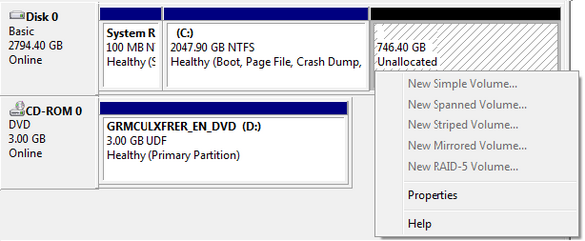 Disk 0
Basic
2794.40 GB
Online
System R
100 MB NT
Healthy (S
(C:)
2047.90 GB NTFS
Healthy (Boot, Page File, Crash Dump,
746.40 GB
Unallocated
New Simple Volume...
New Spanned Volume...
New Striped Volume...
New Mirrored Volume...
New RAID-5 Volume...
Properties
Help
CD-ROM 0
DVD
3.00 GB
Online
GRMCULXFRER_EN_DVD (D:)
3.00 GB UDF
Healthy (Primary Partition)